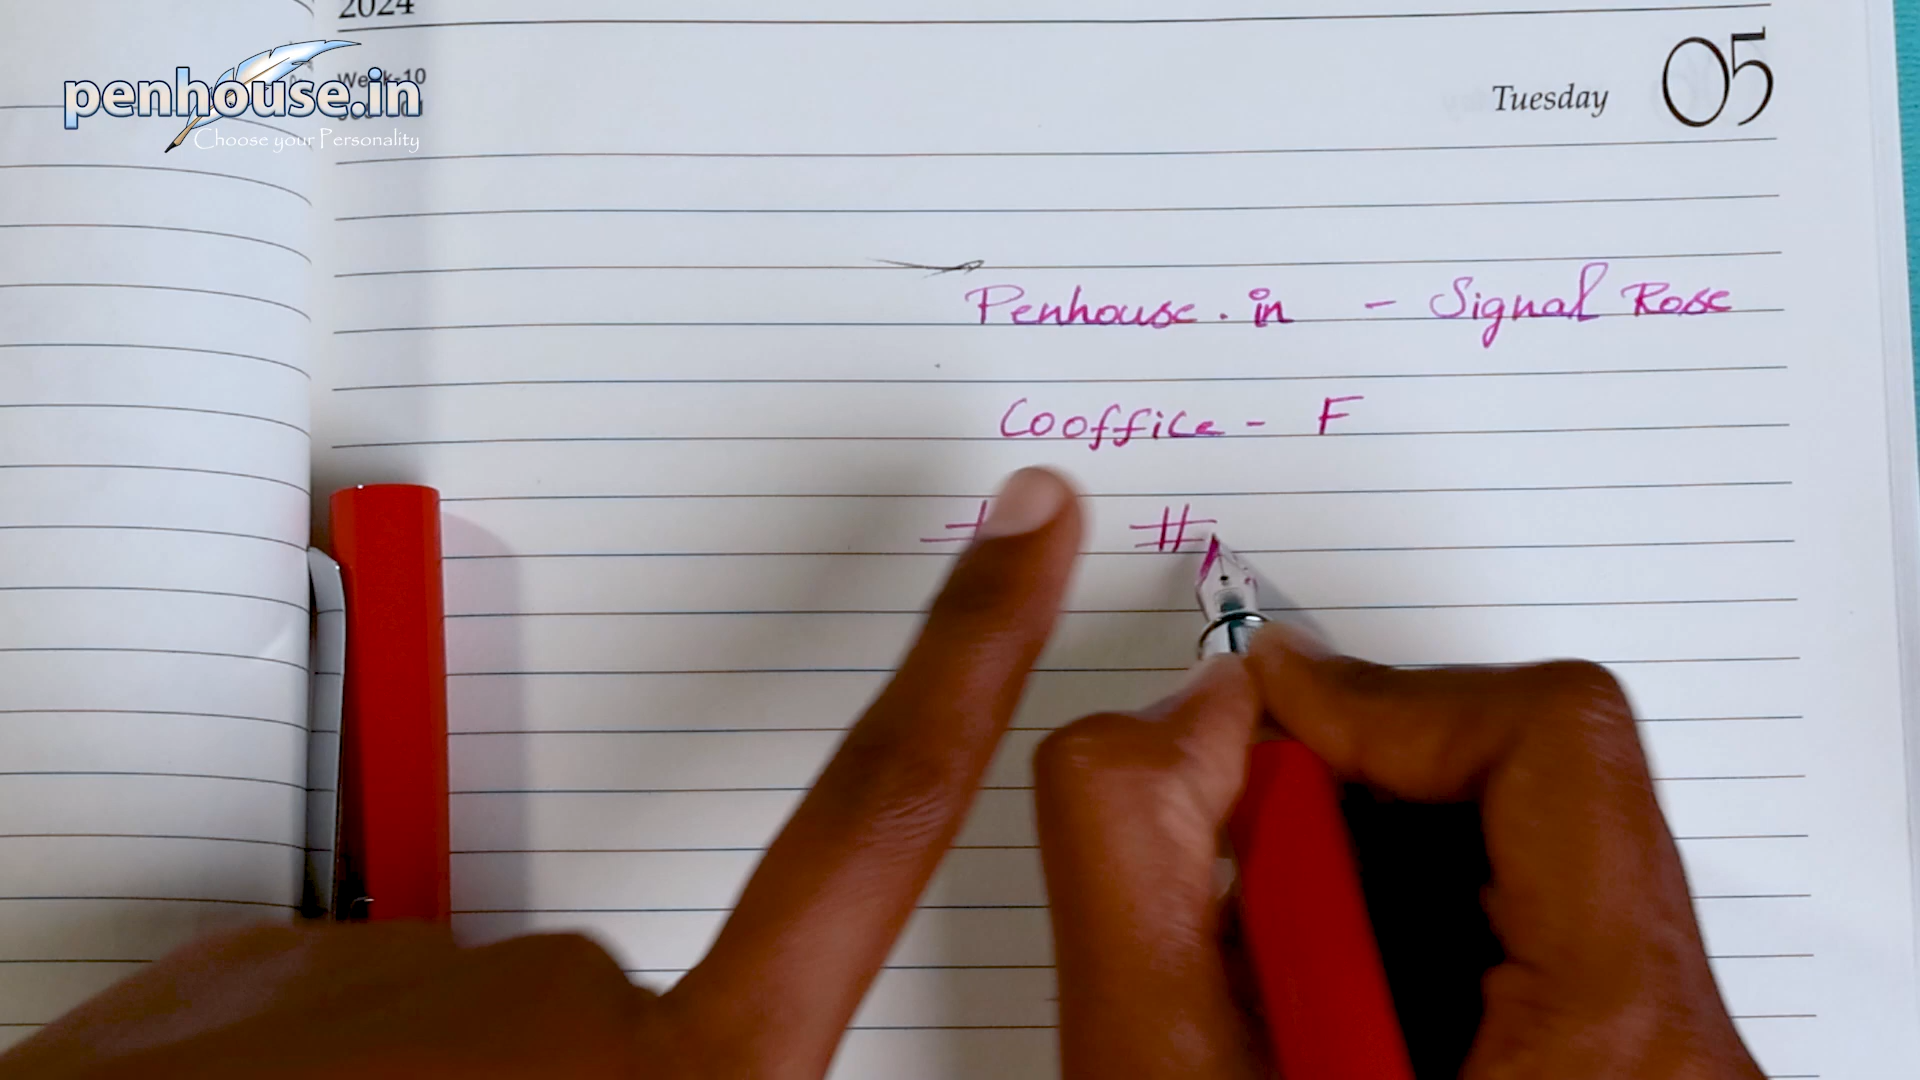 2024
Week-10
penhouse.in
Choose your Personality
Tuesday 05
Penhouse.in - Signal Rose
Cooffice - F
# #